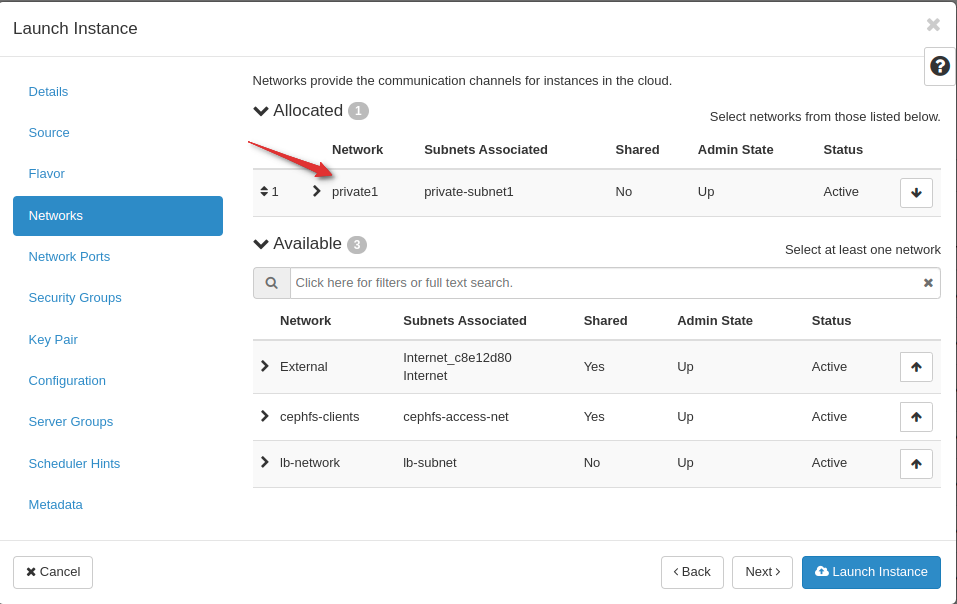 Launch Instance
Details
Source
Flavor
Networks
Network Ports
Security Groups
Key Pair
Configuration
Server Groups
Scheduler Hints
Metadata
Networks provide the communication channels for instances in the cloud.
Allocated 1
Select networks from those listed below.
Network Subnets Associated Shared Admin State Status
1 private1 private-subnet1 No Up Active
Available 3
Select at least one network
Click here for filters or full text search.
Network Subnets Associated Shared Admin State Status
External Internet_c8e12d80 Yes Up Active
Internet
cephfs-clients cephfs-access-net Yes Up Active
lb-network lb-subnet No Up Active
Cancel Back Next Launch Instance